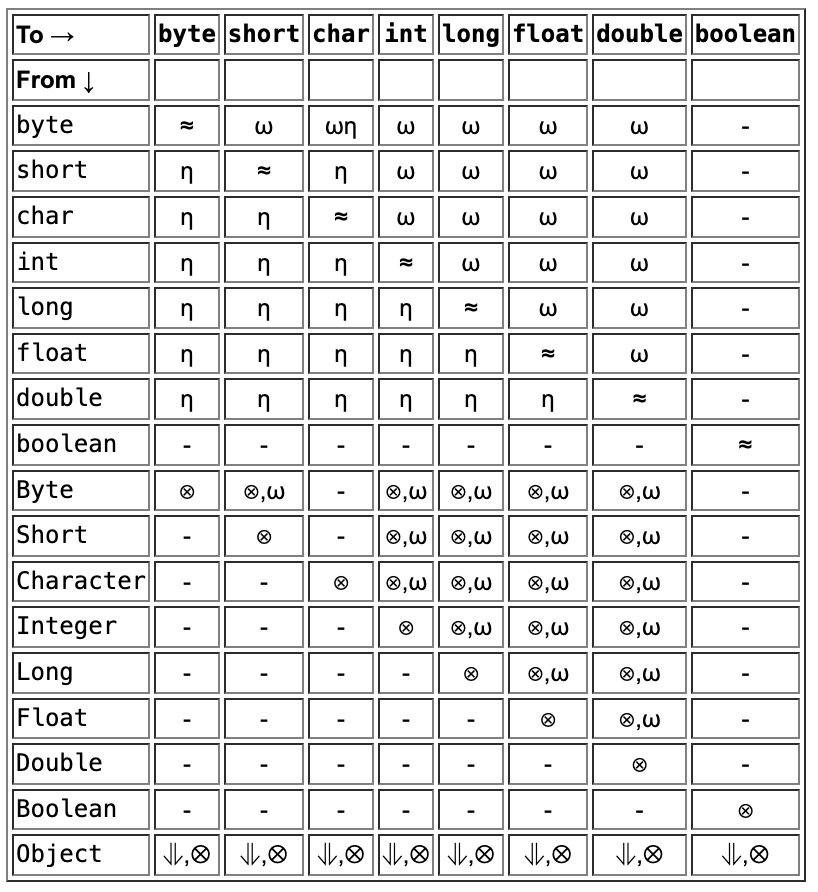 To → byte short char int long float double boolean
From ↓
byte ≈ ω ωη ω ω ω ω -
short η ≈ η ω ω ω ω -
char η η ≈ ω ω ω ω -
int η η η ≈ ω ω ω -
long η η η η ≈ ω ω -
float η η η η η ≈ ω -
double η η η η η η ≈ -
boolean - - - - - - - ≈
Byte ⊗ ⊗,ω - ⊗,ω ⊗,ω ⊗,ω ⊗,ω -
Short - ⊗ - ⊗,ω ⊗,ω ⊗,ω ⊗,ω -
Character - - ⊗ ⊗,ω ⊗,ω ⊗,ω ⊗,ω -
Integer - - - ⊗ ⊗,ω ⊗,ω ⊗,ω -
Long - - - - ⊗ ⊗,ω ⊗,ω -
Float - - - - - ⊗ ⊗,ω -
Double - - - - - - ⊗ -
Boolean - - - - - - - ⊗
Object ⥥,⊗ ⥥,⊗ ⥥,⊗ ⥥,⊗ ⥥,⊗ ⥥,⊗ ⥥,⊗ ⥥,⊗